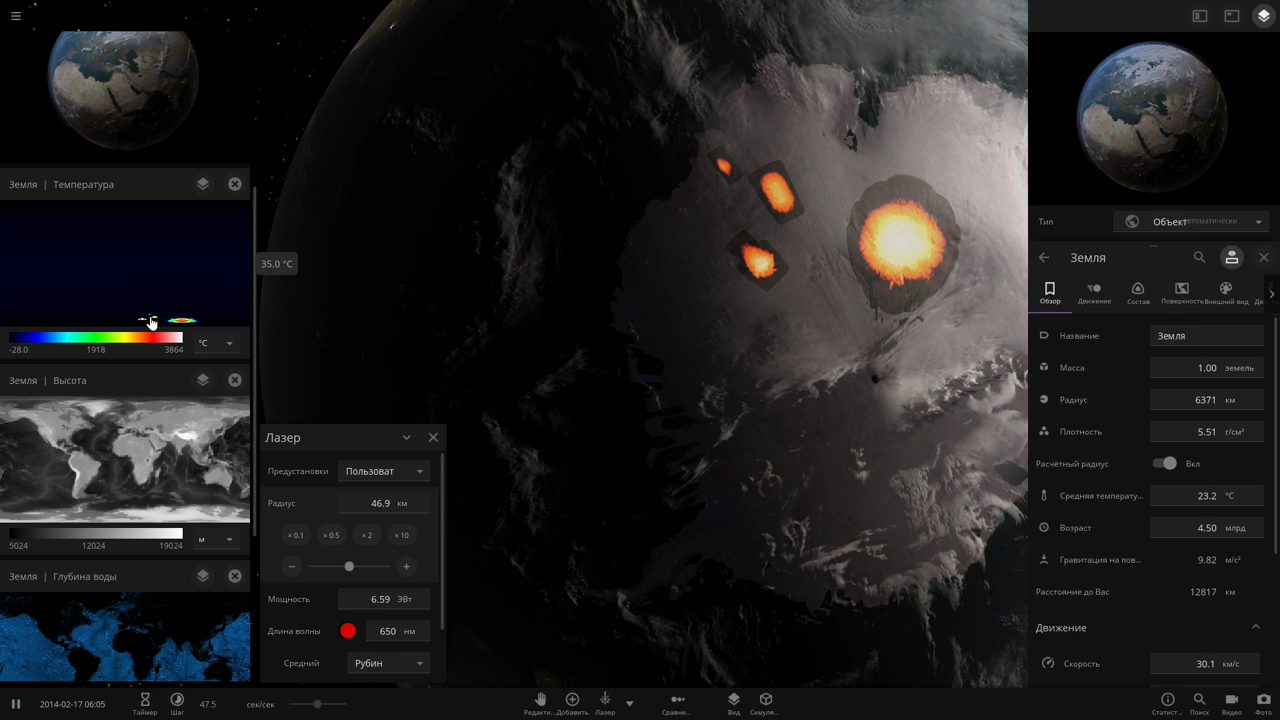 Земля | Температура
35.0 °C
-28.0 1918 3864 °C
Земля | Высота
5024 12024 19024 м
Земля | Глубина воды
Лазер
Предустановки Пользоват
Радиус 46.9 км
× 0.1 × 0.5 × 2 × 10
Мощность 6.59 ЭВт
Длина волны 650 нм
Средний Рубин
Тип Объект
Земля
Обзор Движение Состав Поверхность Внешний вид
Название Земля
Масса 1.00 земель
Радиус 6371 км
Плотность 5.51 г/см³
Расчётный радиус Вкл
Средняя температу... 23.2 °C
Возраст 4.50 млрд
Гравитация на пов... 9.82 м/с²
Расстояние до Вас 12817 км
Движение
Скорость 30.1 км/с
2014-02-17 06:05 Таймер Шаг 47.5 сек/сек Редакти... Добавить Лазер Сравне... Вид Симуля... Статист... Поиск Видео Фото